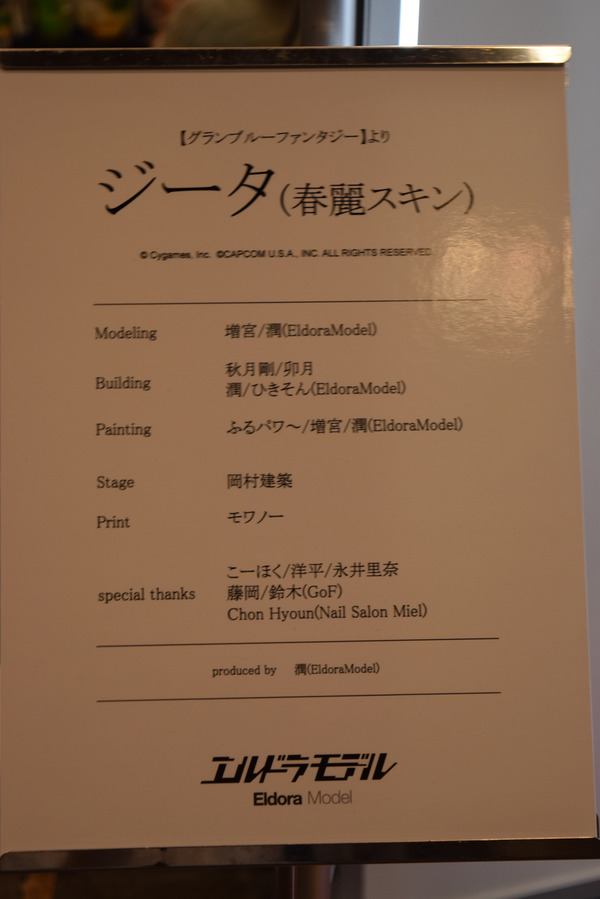 【グランブルーファンタジー】より
ジータ(春麗スキン)
© Cygames, Inc. ©CAPCOM U.S.A., INC. ALL RIGHTS RESERVED.
Modeling 増宮/潤(EldoraModel)
Building 秋月剛/卯月
潤/ひきそん(EldoraModel)
Painting ふるパワ〜/増宮/潤(EldoraModel)
Stage 岡村建築
Print モワノー
special thanks こーほく/洋平/永井里奈
藤岡/鈴木(GoF)
Chon Hyoun(Nail Salon Miel)
produced by 潤(EldoraModel)
エルドラモデル
Eldora Model